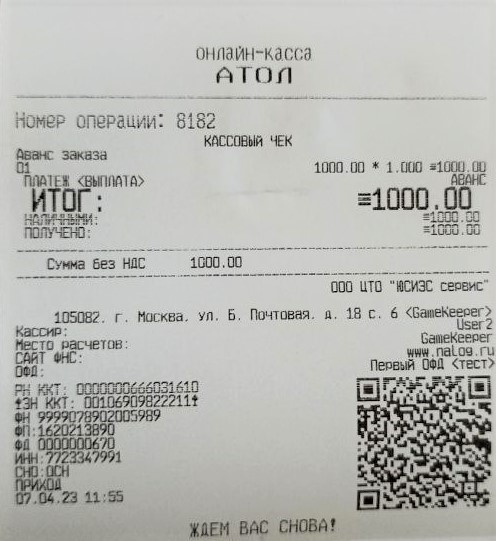 онлайн-касса
АТОЛ
Номер операции: 8182
КАССОВЫЙ ЧЕК
Аванс заказа
01 1000.00 * 1.000 ≡1000.00
ПЛАТЕЖ <ВЫПЛАТА> АВАНС
ИТОГ: ≡1000.00
НАЛИЧНЫМИ: ≡1000.00
ПОЛУЧЕНО: ≡1000.00
Сумма без НДС 1000.00
ООО ЦТО "ЮСИЭС сервис"
105082. г. Москва. ул. Б. Почтовая. д. 18 с. 6 <GameKeeper>
Кассир: User2
Место расчетов: GameKeeper
САЙТ ФНС: www.nalog.ru
ОФД: Первый ОФД <тест>
РН ККТ: 0000000666031610
ЗН ККТ: 00106909822211
ФН 9999078902005989
ФП:1620213890
ФД 0000000670
ИНН:7723347991
СНО:ОСН
ПРИХОД
07.04.23 11:55
ЖДЕМ ВАС СНОВА!